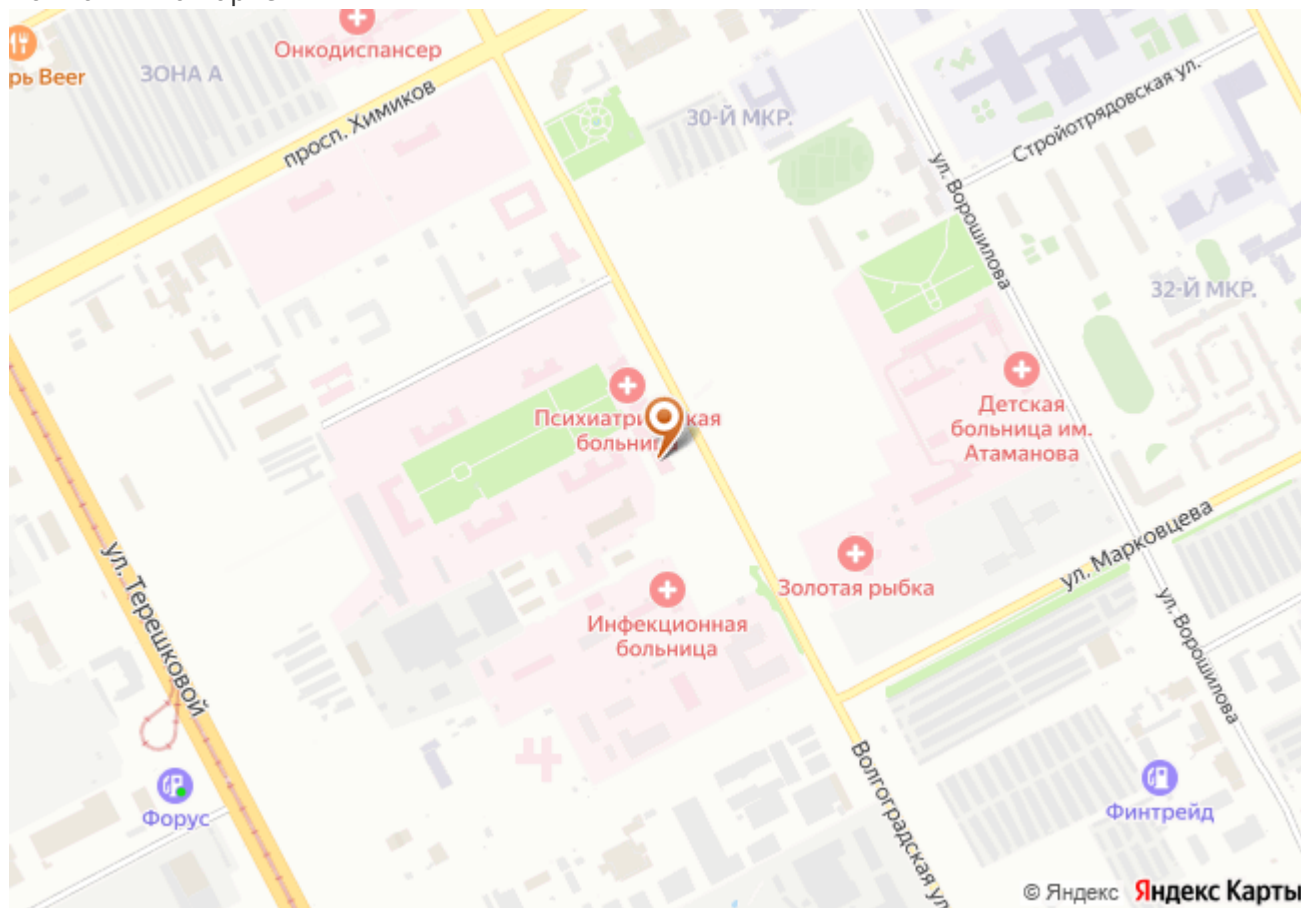 Онкодиспансер
рь Beer
ЗОНА А
просп. Химиков
30-Й МКР.
Стройотрядовская ул.
ул. Ворошилова
32-Й МКР.
Детская
больница им.
Атаманова
больниц
ул. Марковцева
Золотая рыбка
Инфекционная
больница
ул. Терешковой
ул. Ворошилова
Форус
Волгоградская ул
Финтрейд
© Яндекс Яндекс Карты